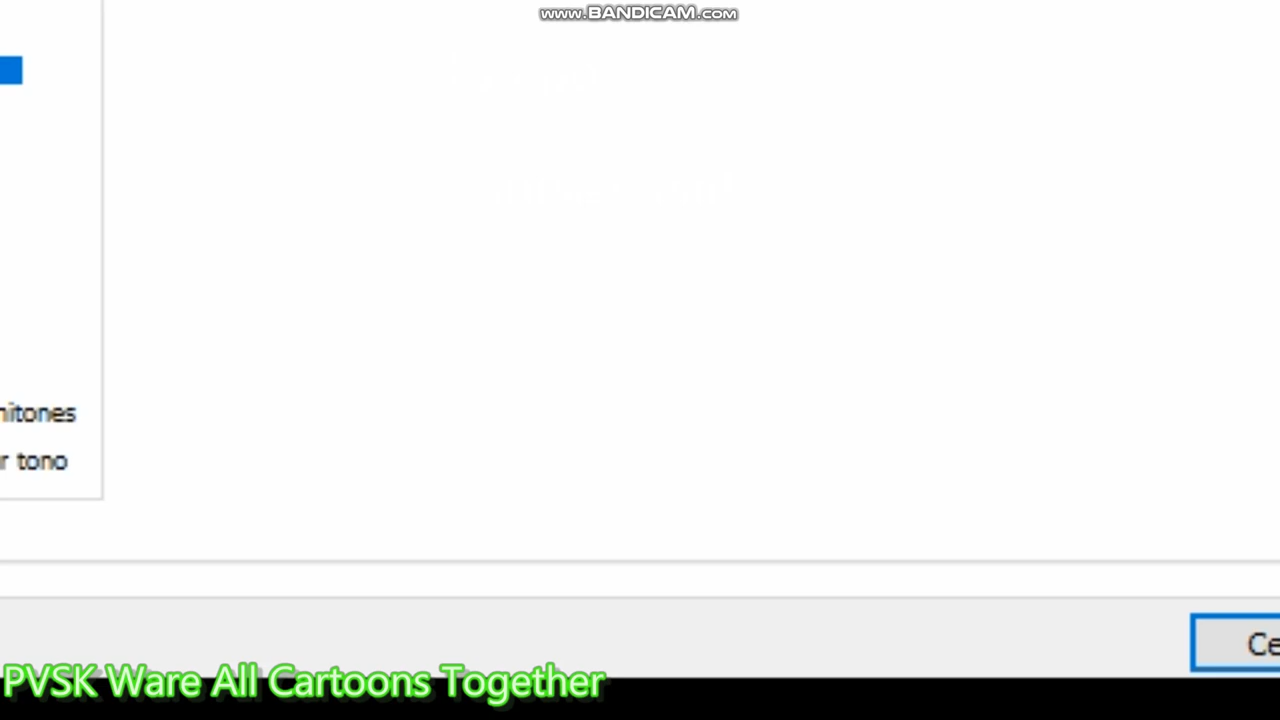 www.BANDICAM.com
nitones
r tono
Ce
PVSK Ware All Cartoons Together